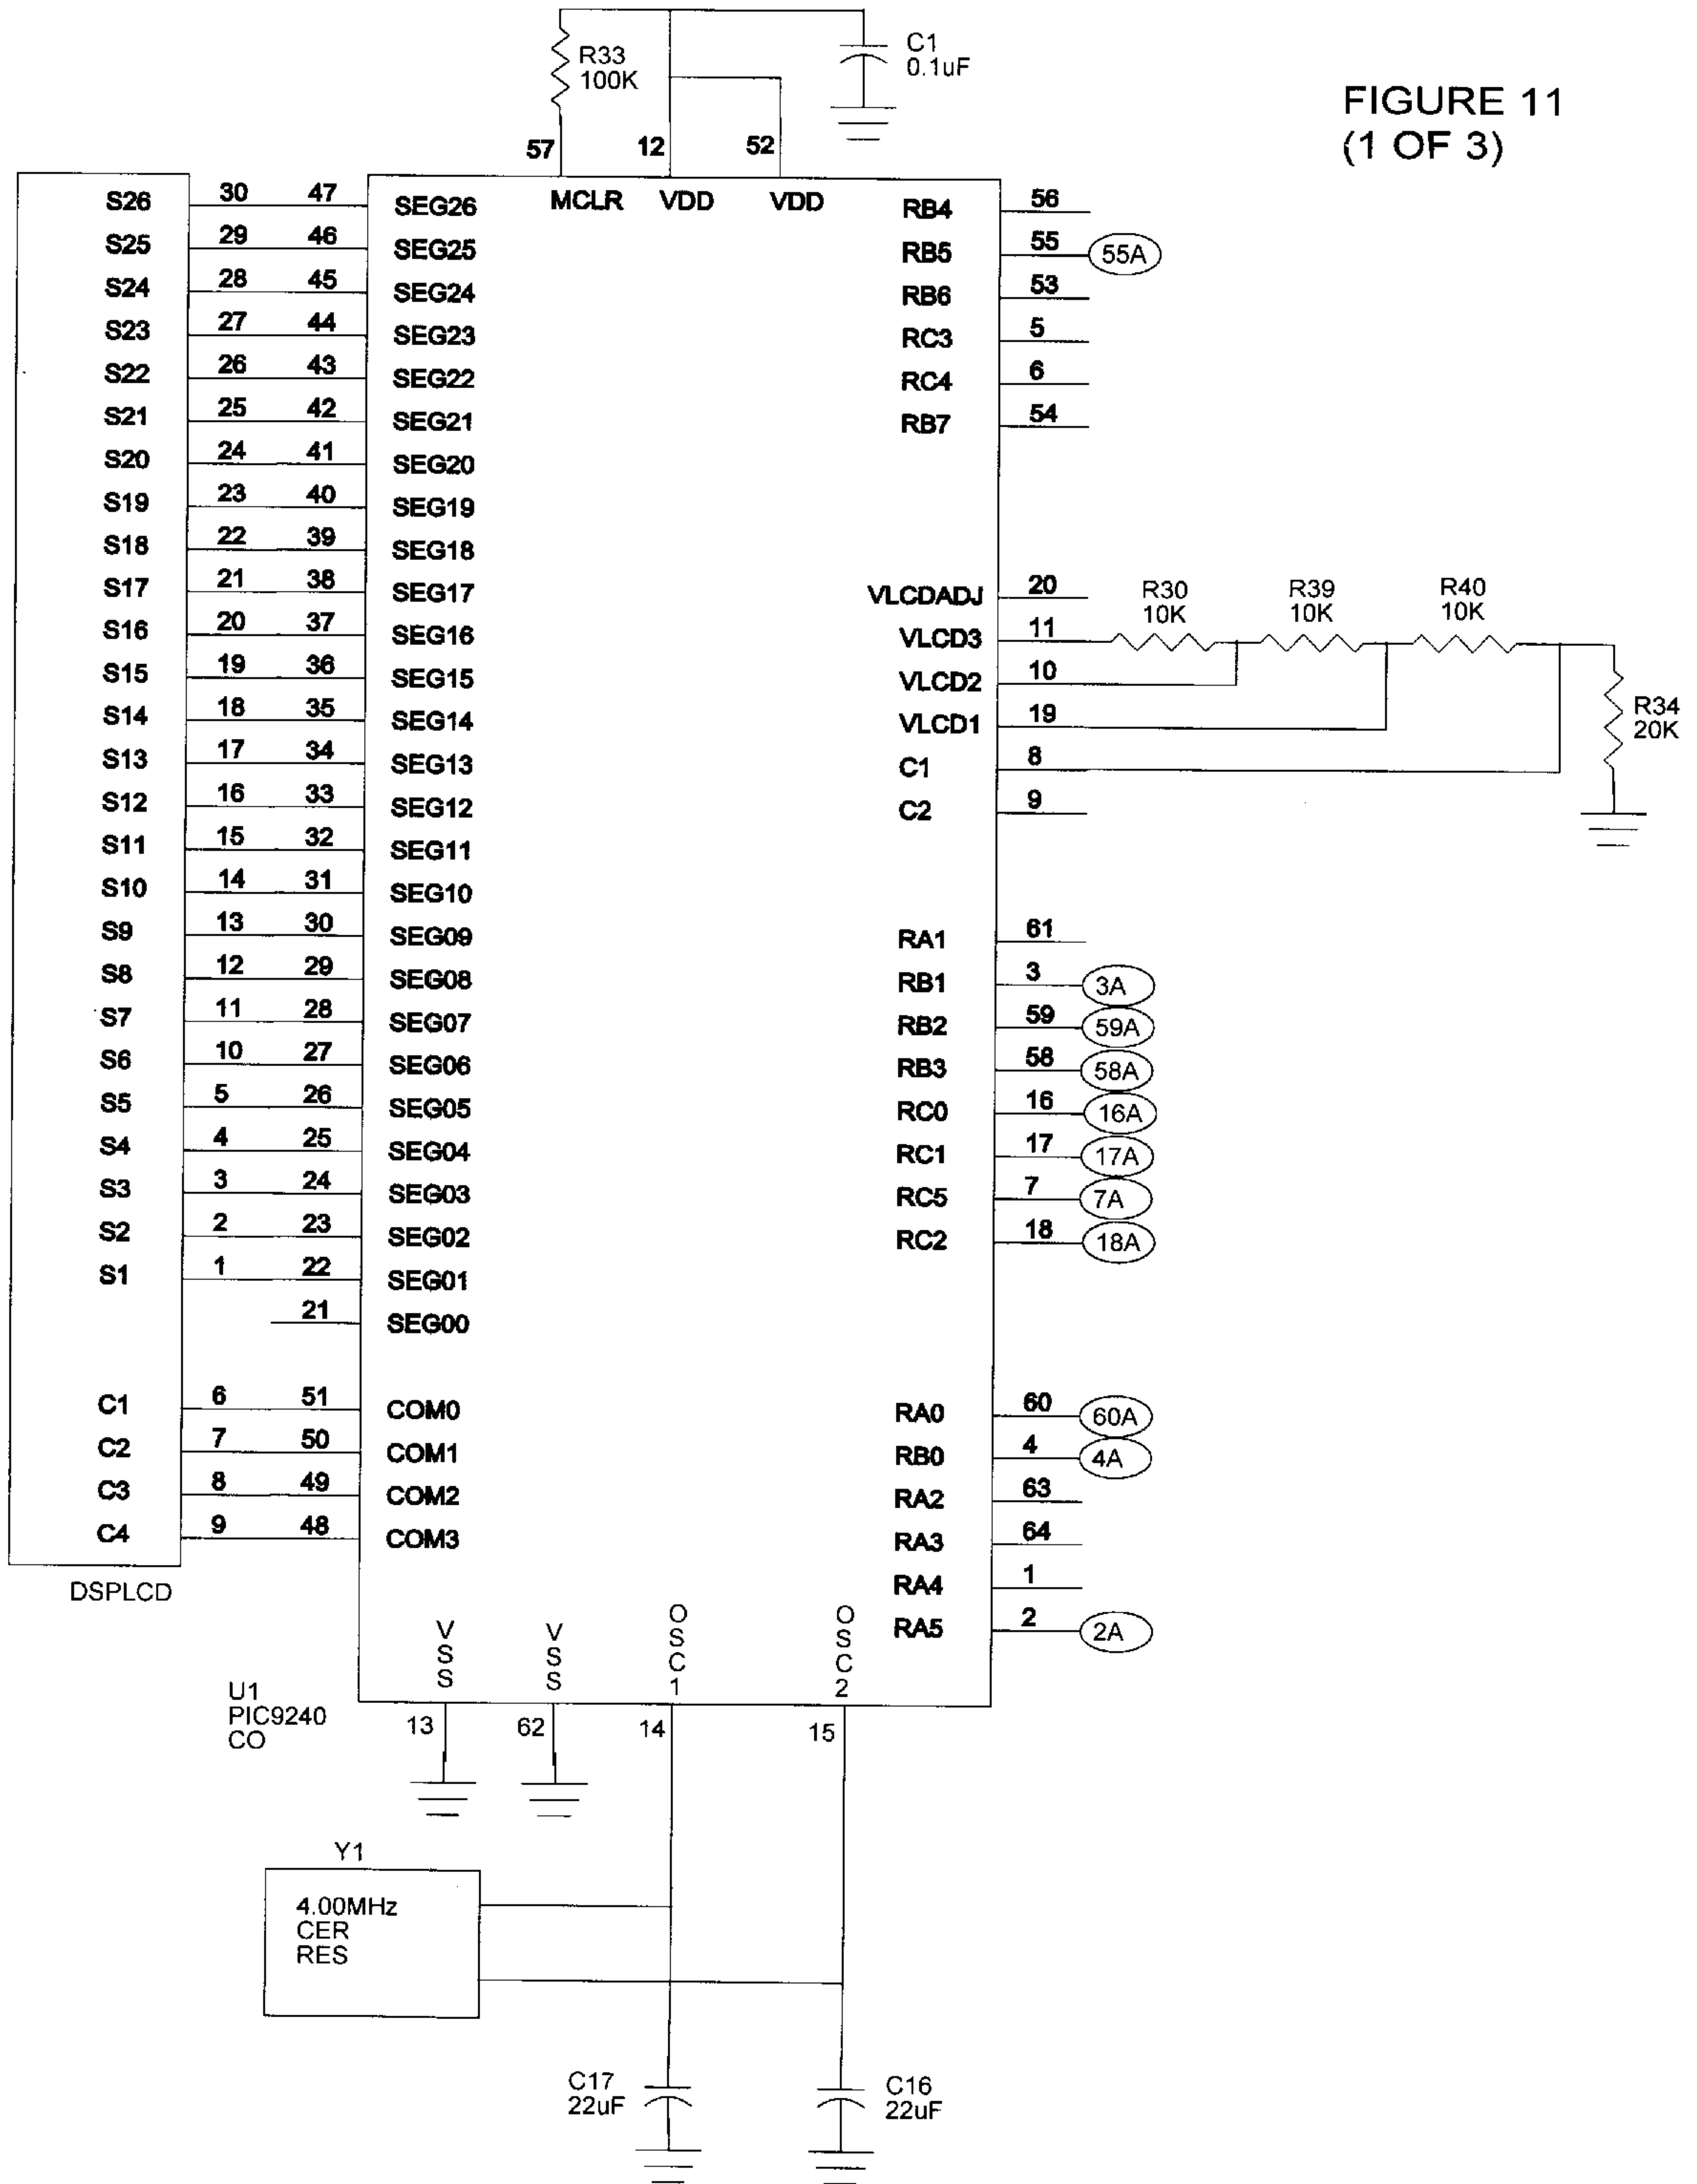 FIGURE 11
(1 OF 3)
R33
100K
C1
0.1uF
57 12 52
MCLR VDD VDD
S26 30 47 SEG26
S25 29 46 SEG25
S24 28 45 SEG24
S23 27 44 SEG23
S22 26 43 SEG22
S21 25 42 SEG21
S20 24 41 SEG20
S19 23 40 SEG19
S18 22 39 SEG18
S17 21 38 SEG17
S16 20 37 SEG16
S15 19 36 SEG15
S14 18 35 SEG14
S13 17 34 SEG13
S12 16 33 SEG12
S11 15 32 SEG11
S10 14 31 SEG10
S9 13 30 SEG09
S8 12 29 SEG08
S7 11 28 SEG07
S6 10 27 SEG06
S5 5 26 SEG05
S4 4 25 SEG04
S3 3 24 SEG03
S2 2 23 SEG02
S1 1 22 SEG01
21 SEG00
C1 6 51 COM0
C2 7 50 COM1
C3 8 49 COM2
C4 9 48 COM3
DSPLCD
RB4 56
RB5 55 55A
RB6 53
RC3 5
RC4 6
RB7 54
VLCDADJ 20
VLCD3 11
VLCD2 10
VLCD1 19
C1 8
C2 9
R30
10K
R39
10K
R40
10K
R34
20K
RA1 61
RB1 3 3A
RB2 59 59A
RB3 58 58A
RC0 16 16A
RC1 17 17A
RC5 7 7A
RC2 18 18A
RA0 60 60A
RB0 4 4A
RA2 63
RA3 64
RA4 1
RA5 2 2A
VSS VSS OSC1 OSC2
U1
PIC9240
CO
13 62 14 15
Y1
4.00MHz
CER
RES
C17
22uF
C16
22uF